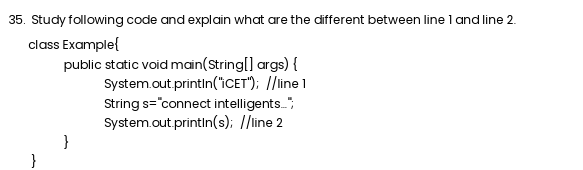 35. Study following code and explain what are the different between line 1 and line 2.
class Example{
public static void main(String[] args) {
System.out.println("iCET"); //line 1
String s="connect intelligents...";
System.out.println(s); //line 2
}
}